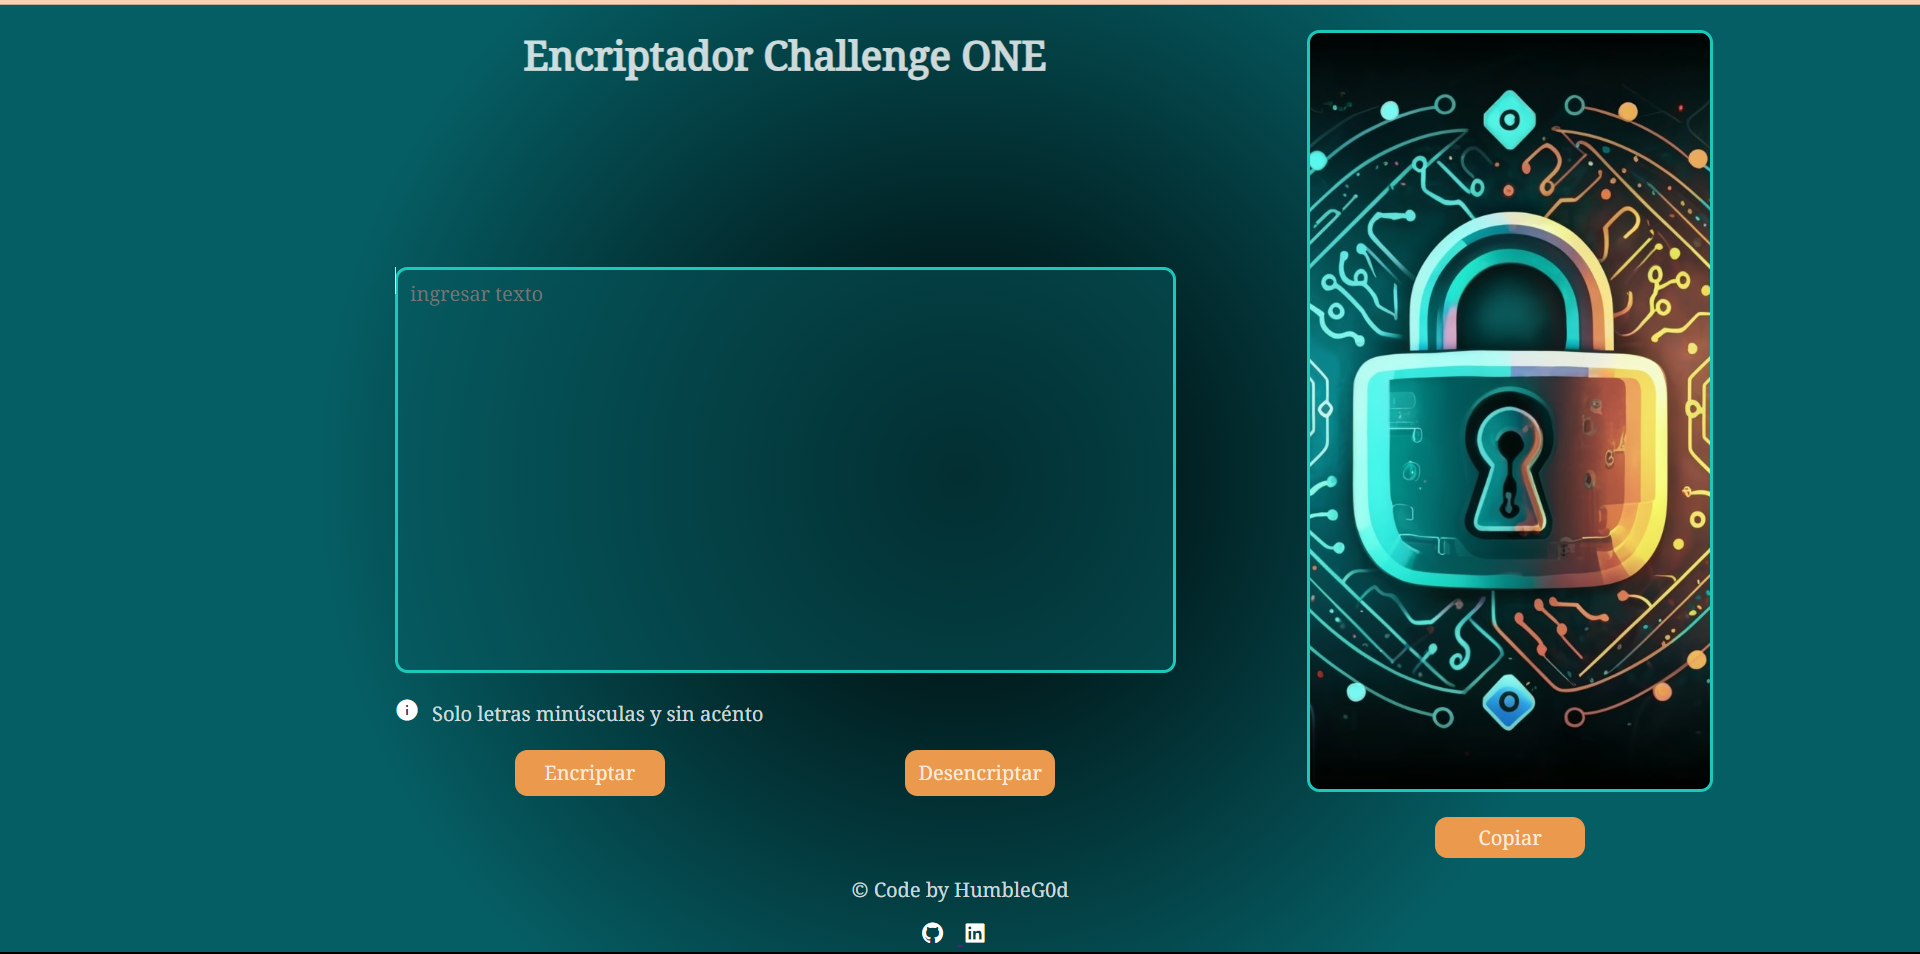 Encriptador Challenge ONE
ingresar texto
Solo letras minúsculas y sin acénto
Encriptar
Desencriptar
Copiar
© Code by HumbleG0d